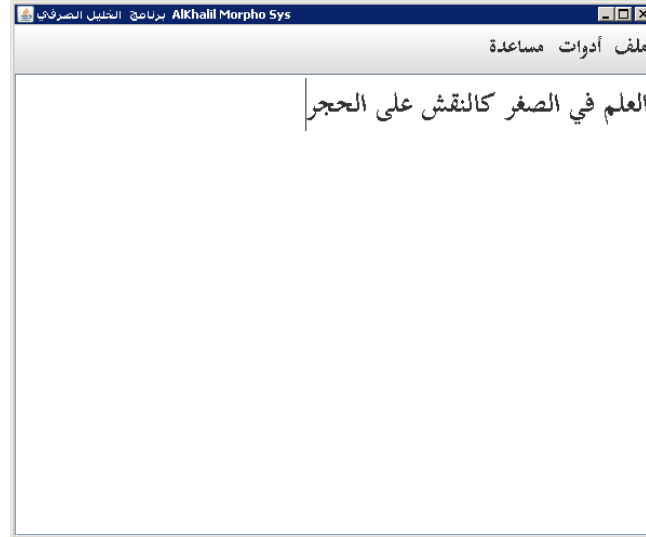 برنامج الخليل الصرفي AlKhalil Morpho Sys
ملف أدوات مساعدة
العلم في الصغر كالنقش على الحجر